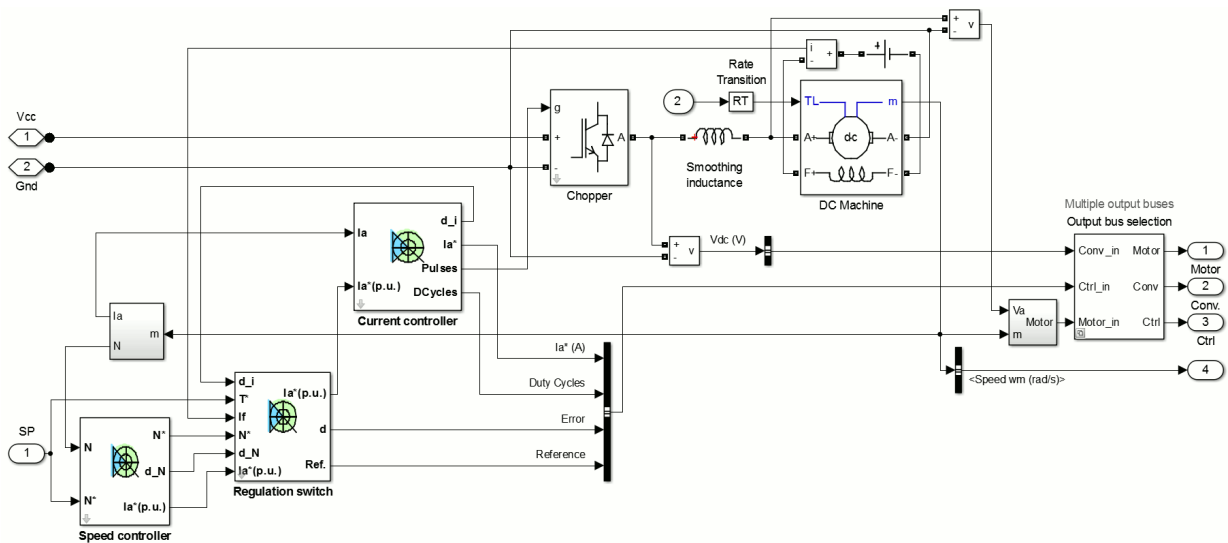 +
-
v
i
+
-
+
Rate
Transition
2
RT
TL
m
A+
dc
A-
F+
F-
DC Machine
Vcc
1
2
Gnd
g
+
-
A
Chopper
Smoothing
inductance
Multiple output buses
Output bus selection
Conv_in
Ctrl_in
Motor_in
Motor
Conv
Ctrl
1
Motor
2
Conv.
3
Ctrl
4
+
-
v
Vdc (V)
Va
m
Motor
<Speed wm (rad/s)>
Ia
Ia*(p.u.)
d_i
Ia*
Pulses
DCycles
Current controller
Ia
N
m
Ia* (A)
Duty Cycles
Error
Reference
d_i
T*
If
N*
d_N
Ia*(p.u.)
Ia*(p.u.)
d
Ref.
Regulation switch
SP
1
N
N*
N*
d_N
Ia*(p.u.)
Speed controller